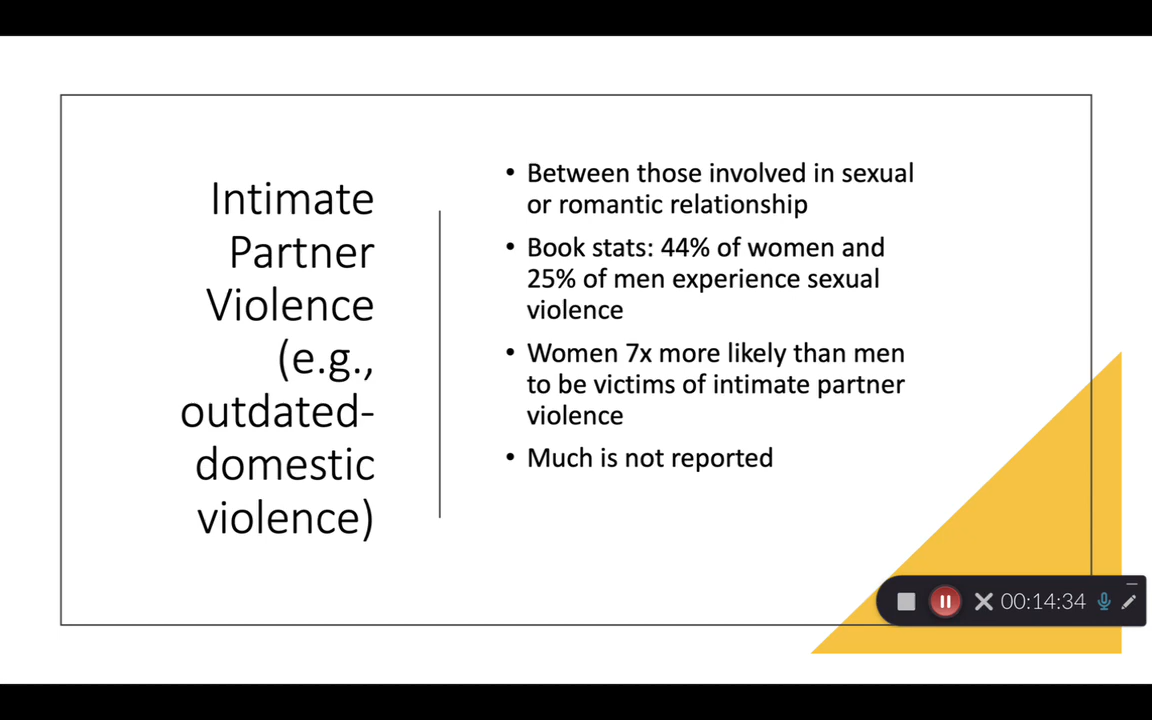 Intimate
Partner
Violence
(e.g.,
outdated-
domestic
violence)
• Between those involved in sexual
or romantic relationship
• Book stats: 44% of women and
25% of men experience sexual
violence
• Women 7x more likely than men
to be victims of intimate partner
violence
• Much is not reported
00:14:34